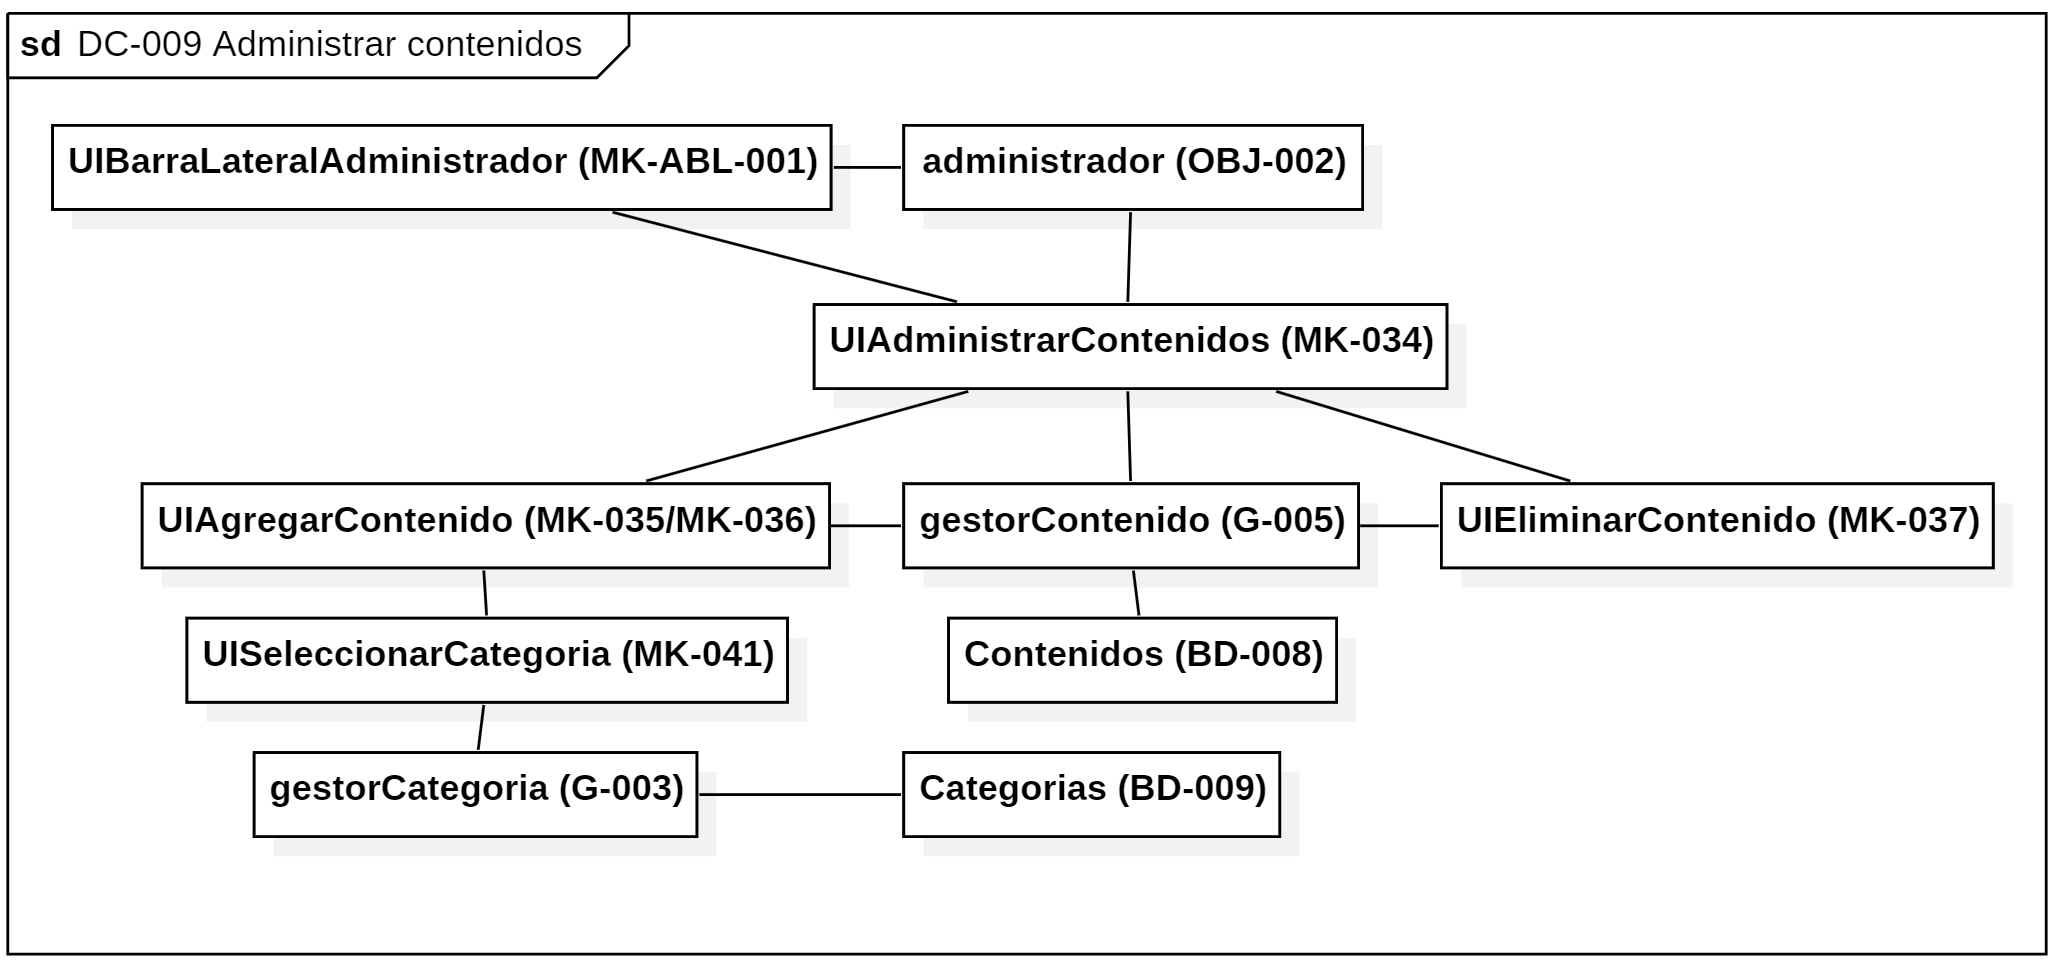 sd DC-009 Administrar contenidos
UIBarraLateralAdministrador (MK-ABL-001)
administrador (OBJ-002)
UIAdministrarContenidos (MK-034)
UIAgregarContenido (MK-035/MK-036)
gestorContenido (G-005)
UIEliminarContenido (MK-037)
UISeleccionarCategoria (MK-041)
Contenidos (BD-008)
gestorCategoria (G-003)
Categorias (BD-009)